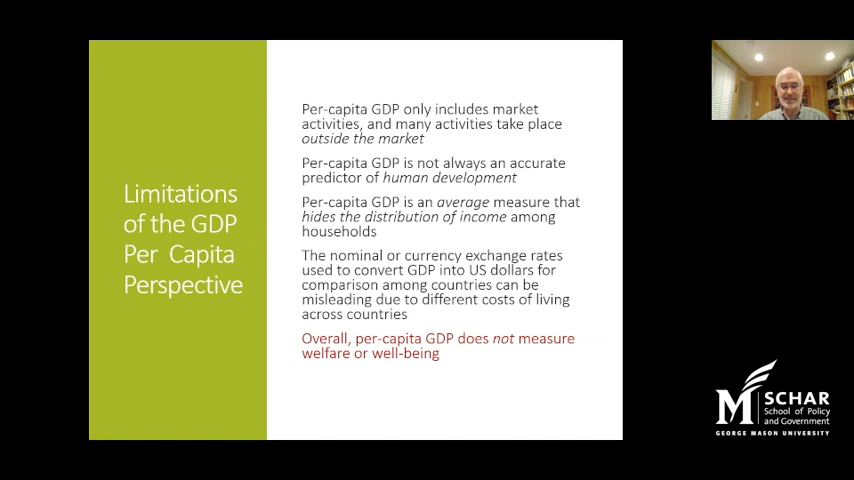 Limitations
of the GDP
Per Capita
Perspective
Per-capita GDP only includes market
activities, and many activities take place
outside the market
Per-capita GDP is not always an accurate
predictor of human development
Per-capita GDP is an average measure that
hides the distribution of income among
households
The nominal or currency exchange rates
used to convert GDP into US dollars for
comparison among countries can be
misleading due to different costs of living
across countries
Overall, per-capita GDP does not measure
welfare or well-being
M SCHAR
School of Policy
and Government
GEORGE MASON UNIVERSITY